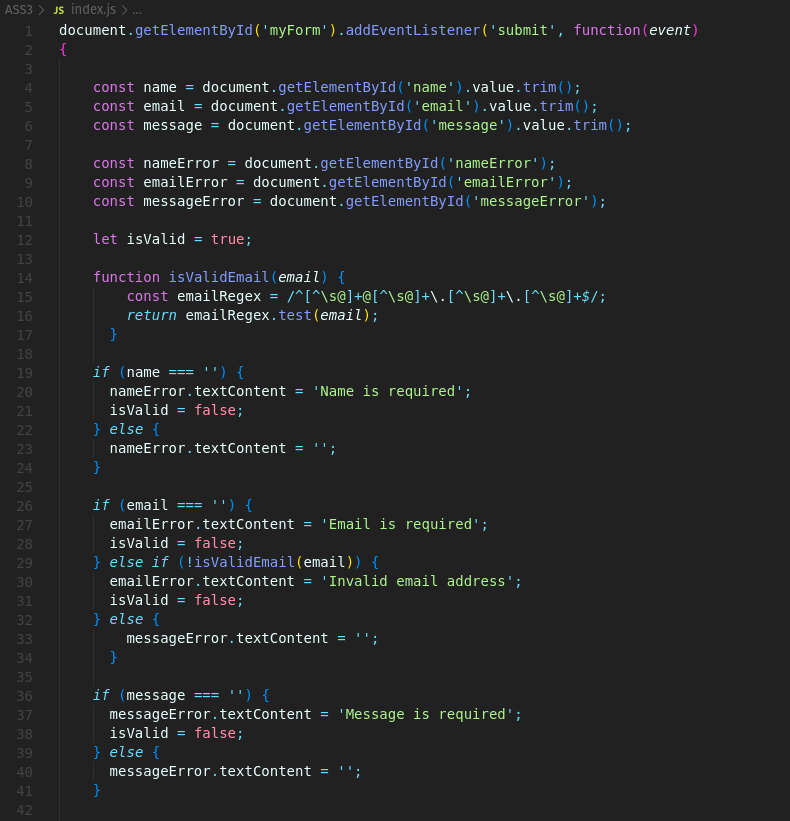 ASS3 > JS index.js > ...
1 document.getElementById('myForm').addEventListener('submit', function(event)
2 {
3
4 const name = document.getElementById('name').value.trim();
5 const email = document.getElementById('email').value.trim();
6 const message = document.getElementById('message').value.trim();
7
8 const nameError = document.getElementById('nameError');
9 const emailError = document.getElementById('emailError');
10 const messageError = document.getElementById('messageError');
11
12 let isValid = true;
13
14 function isValidEmail(email) {
15 const emailRegex = /^[^\s@]+@[^\s@]+\.[^\s@]+\.[^\s@]+$/;
16 return emailRegex.test(email);
17 }
18
19 if (name === '') {
20 nameError.textContent = 'Name is required';
21 isValid = false;
22 } else {
23 nameError.textContent = '';
24 }
25
26 if (email === '') {
27 emailError.textContent = 'Email is required';
28 isValid = false;
29 } else if (!isValidEmail(email)) {
30 emailError.textContent = 'Invalid email address';
31 isValid = false;
32 } else {
33 messageError.textContent = '';
34 }
35
36 if (message === '') {
37 messageError.textContent = 'Message is required';
38 isValid = false;
39 } else {
40 messageError.textContent = '';
41 }
42